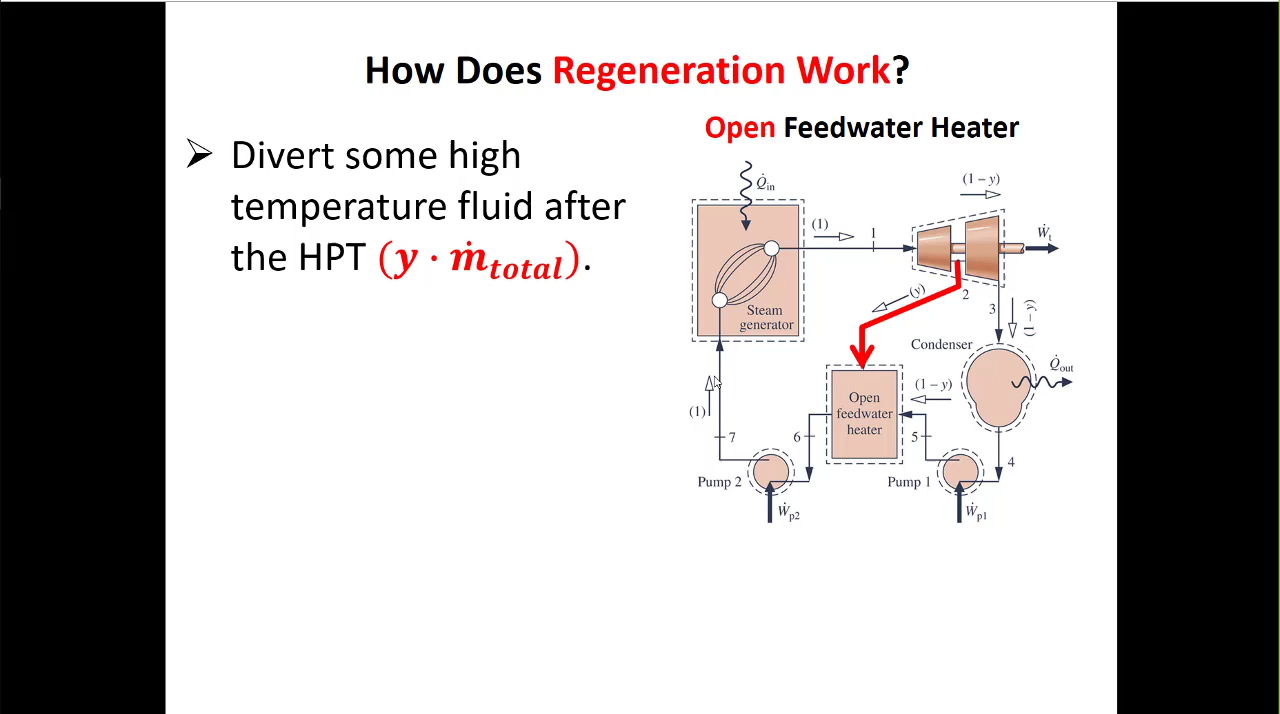 How Does Regeneration Work?
Open Feedwater Heater
➢ Divert some high
temperature fluid after
the HPT (y · ṁ_total).
Q̇in
(1 – y)
(1)
1
Ẇt
Steam
generator
(y)
2
3
(1 – y)
Condenser
Q̇out
(1 – y)
Open
feedwater
heater
(1)
7
6
5
4
Pump 2
Pump 1
Ẇp2
Ẇp1